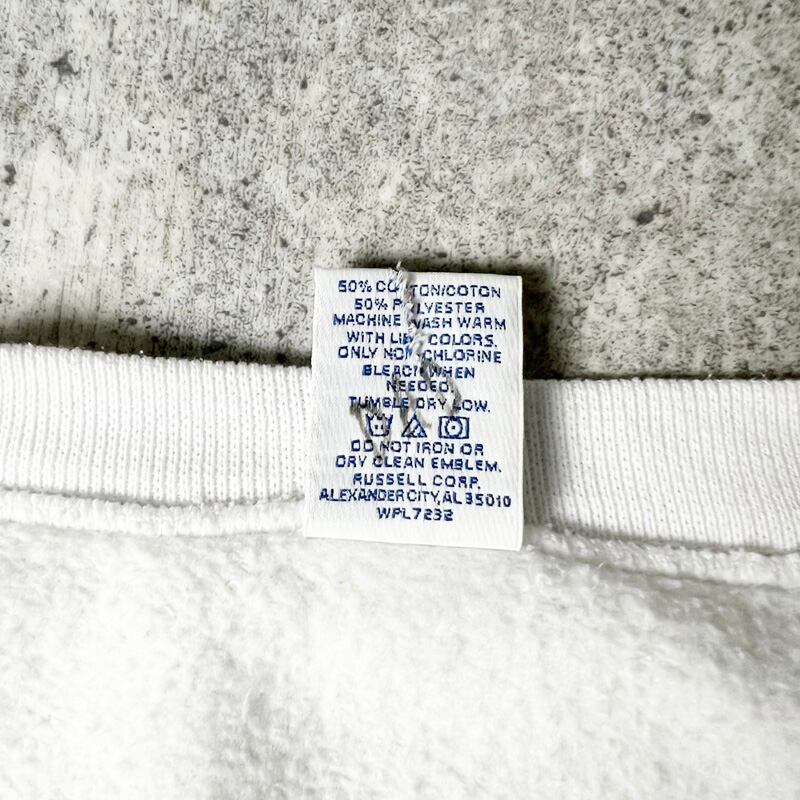 50% COTTON/COTON
50% POLYESTER
MACHINE WASH WARM
WITH LIKE COLORS.
ONLY NON-CHLORINE
BLEACH WHEN
NEEDED.
TUMBLE DRY LOW.
DO NOT IRON OR
DRY CLEAN EMBLEM.
RUSSELL CORP.
ALEXANDER CITY, AL 35010
WPL7232